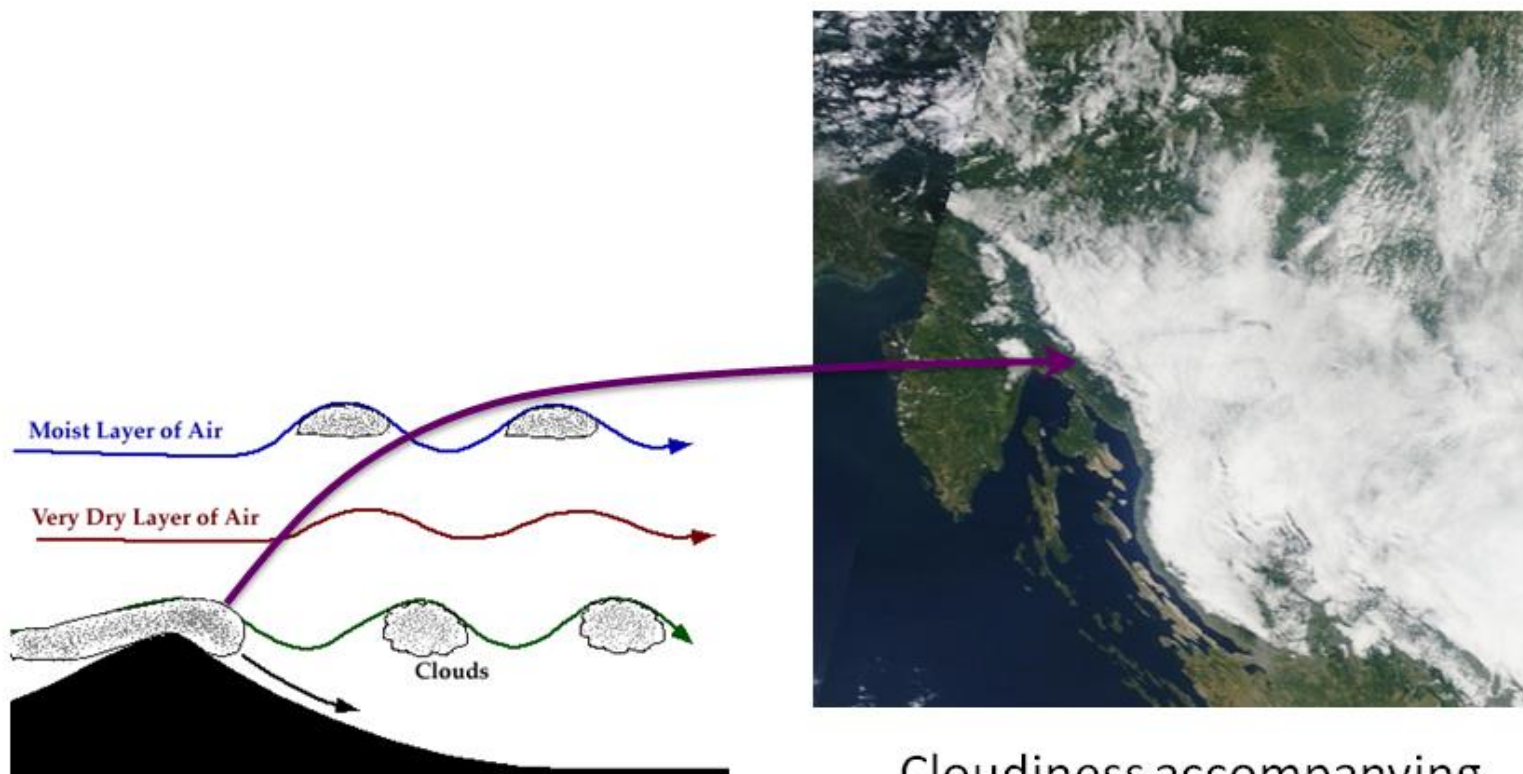 Moist Layer of Air
Very Dry Layer of Air
Clouds
Cloudiness accompanying